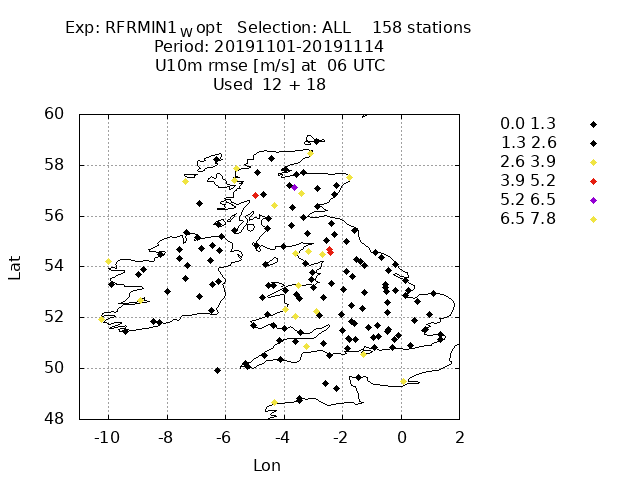 Exp: RFRMIN1wopt Selection: ALL 158 stations
Period: 20191101-20191114
U10m rmse [m/s] at 06 UTC
Used 12 + 18
60
58
56
54
52
50
48
Lat
-10 -8 -6 -4 -2 0 2
Lon
0.0 1.3
1.3 2.6
2.6 3.9
3.9 5.2
5.2 6.5
6.5 7.8